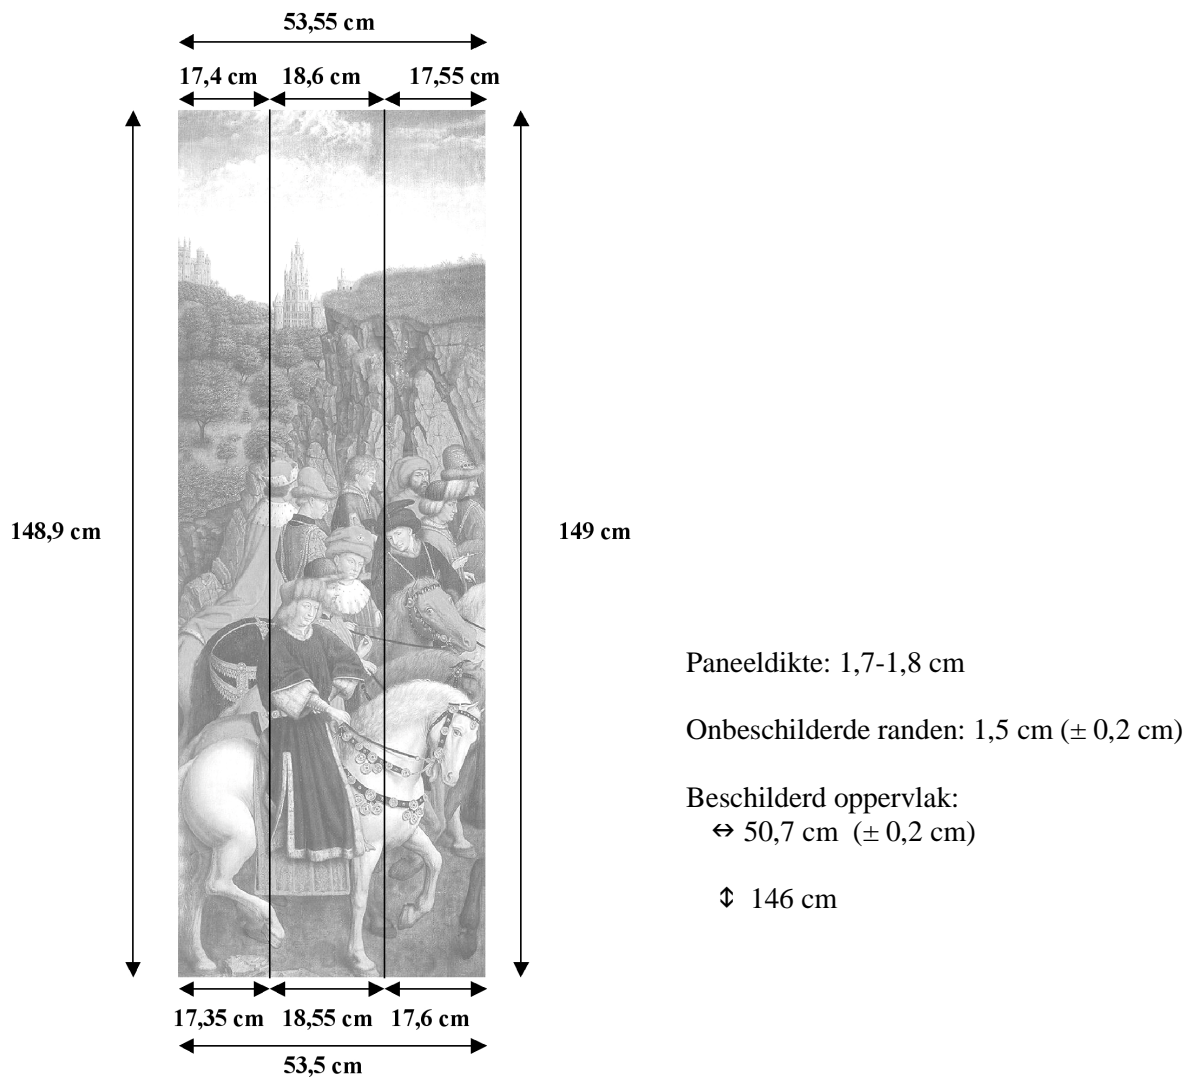 53,55 cm
17,4 cm 18,6 cm 17,55 cm
148,9 cm
149 cm
Paneeldikte: 1,7-1,8 cm
Onbeschilderde randen: 1,5 cm (± 0,2 cm)
Beschilderd oppervlak:
↔ 50,7 cm (± 0,2 cm)
↕ 146 cm
17,35 cm 18,55 cm 17,6 cm
53,5 cm